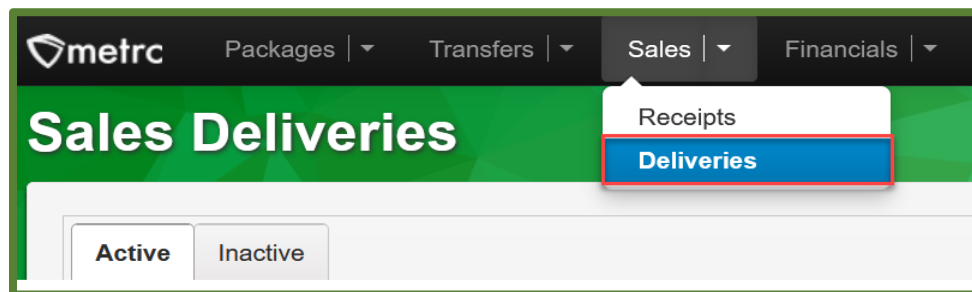 metrc Packages Transfers Sales Financials
Sales Deliveries
Receipts
Deliveries
Active Inactive